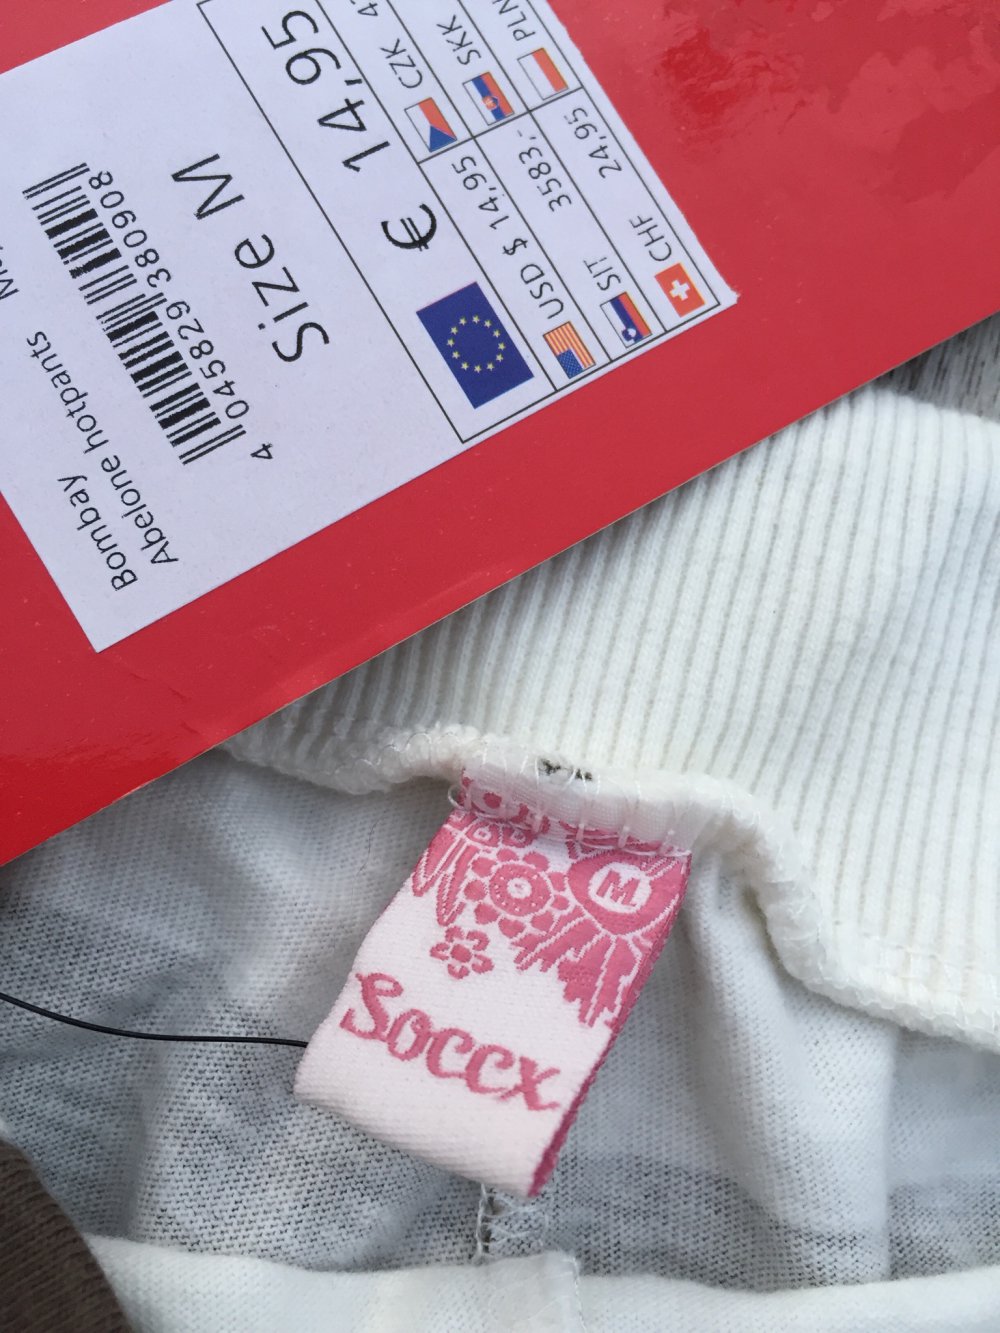 Bombay
Abelone hotpants
4 045829 380908
Size M
€ 14,95
CZK
SKK
PLN
USD $ 14,95
SIT 3583,-
CHF 24,95
M
Soccx